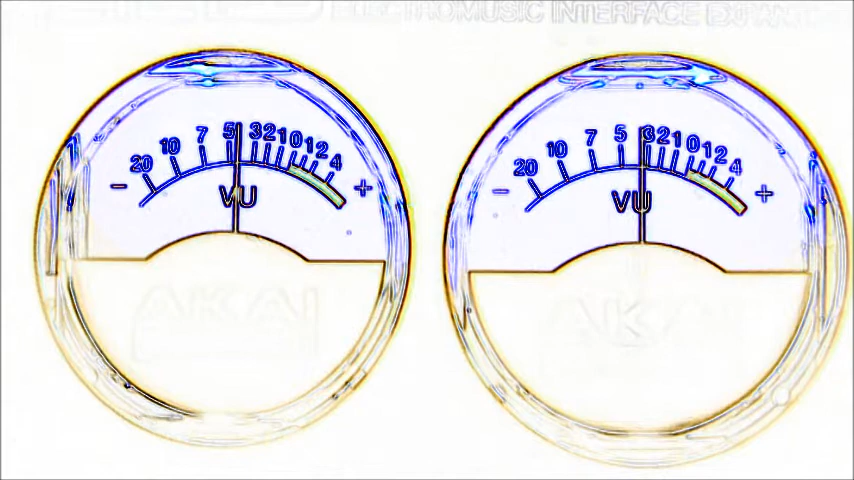 ELECTROMUSIC INTERFACE EXPAN
20 10 7 5 3 2 1 0 1 2 4
- VU +
AKAI
20 10 7 5 3 2 1 0 1 2 4
- VU +
AKAI